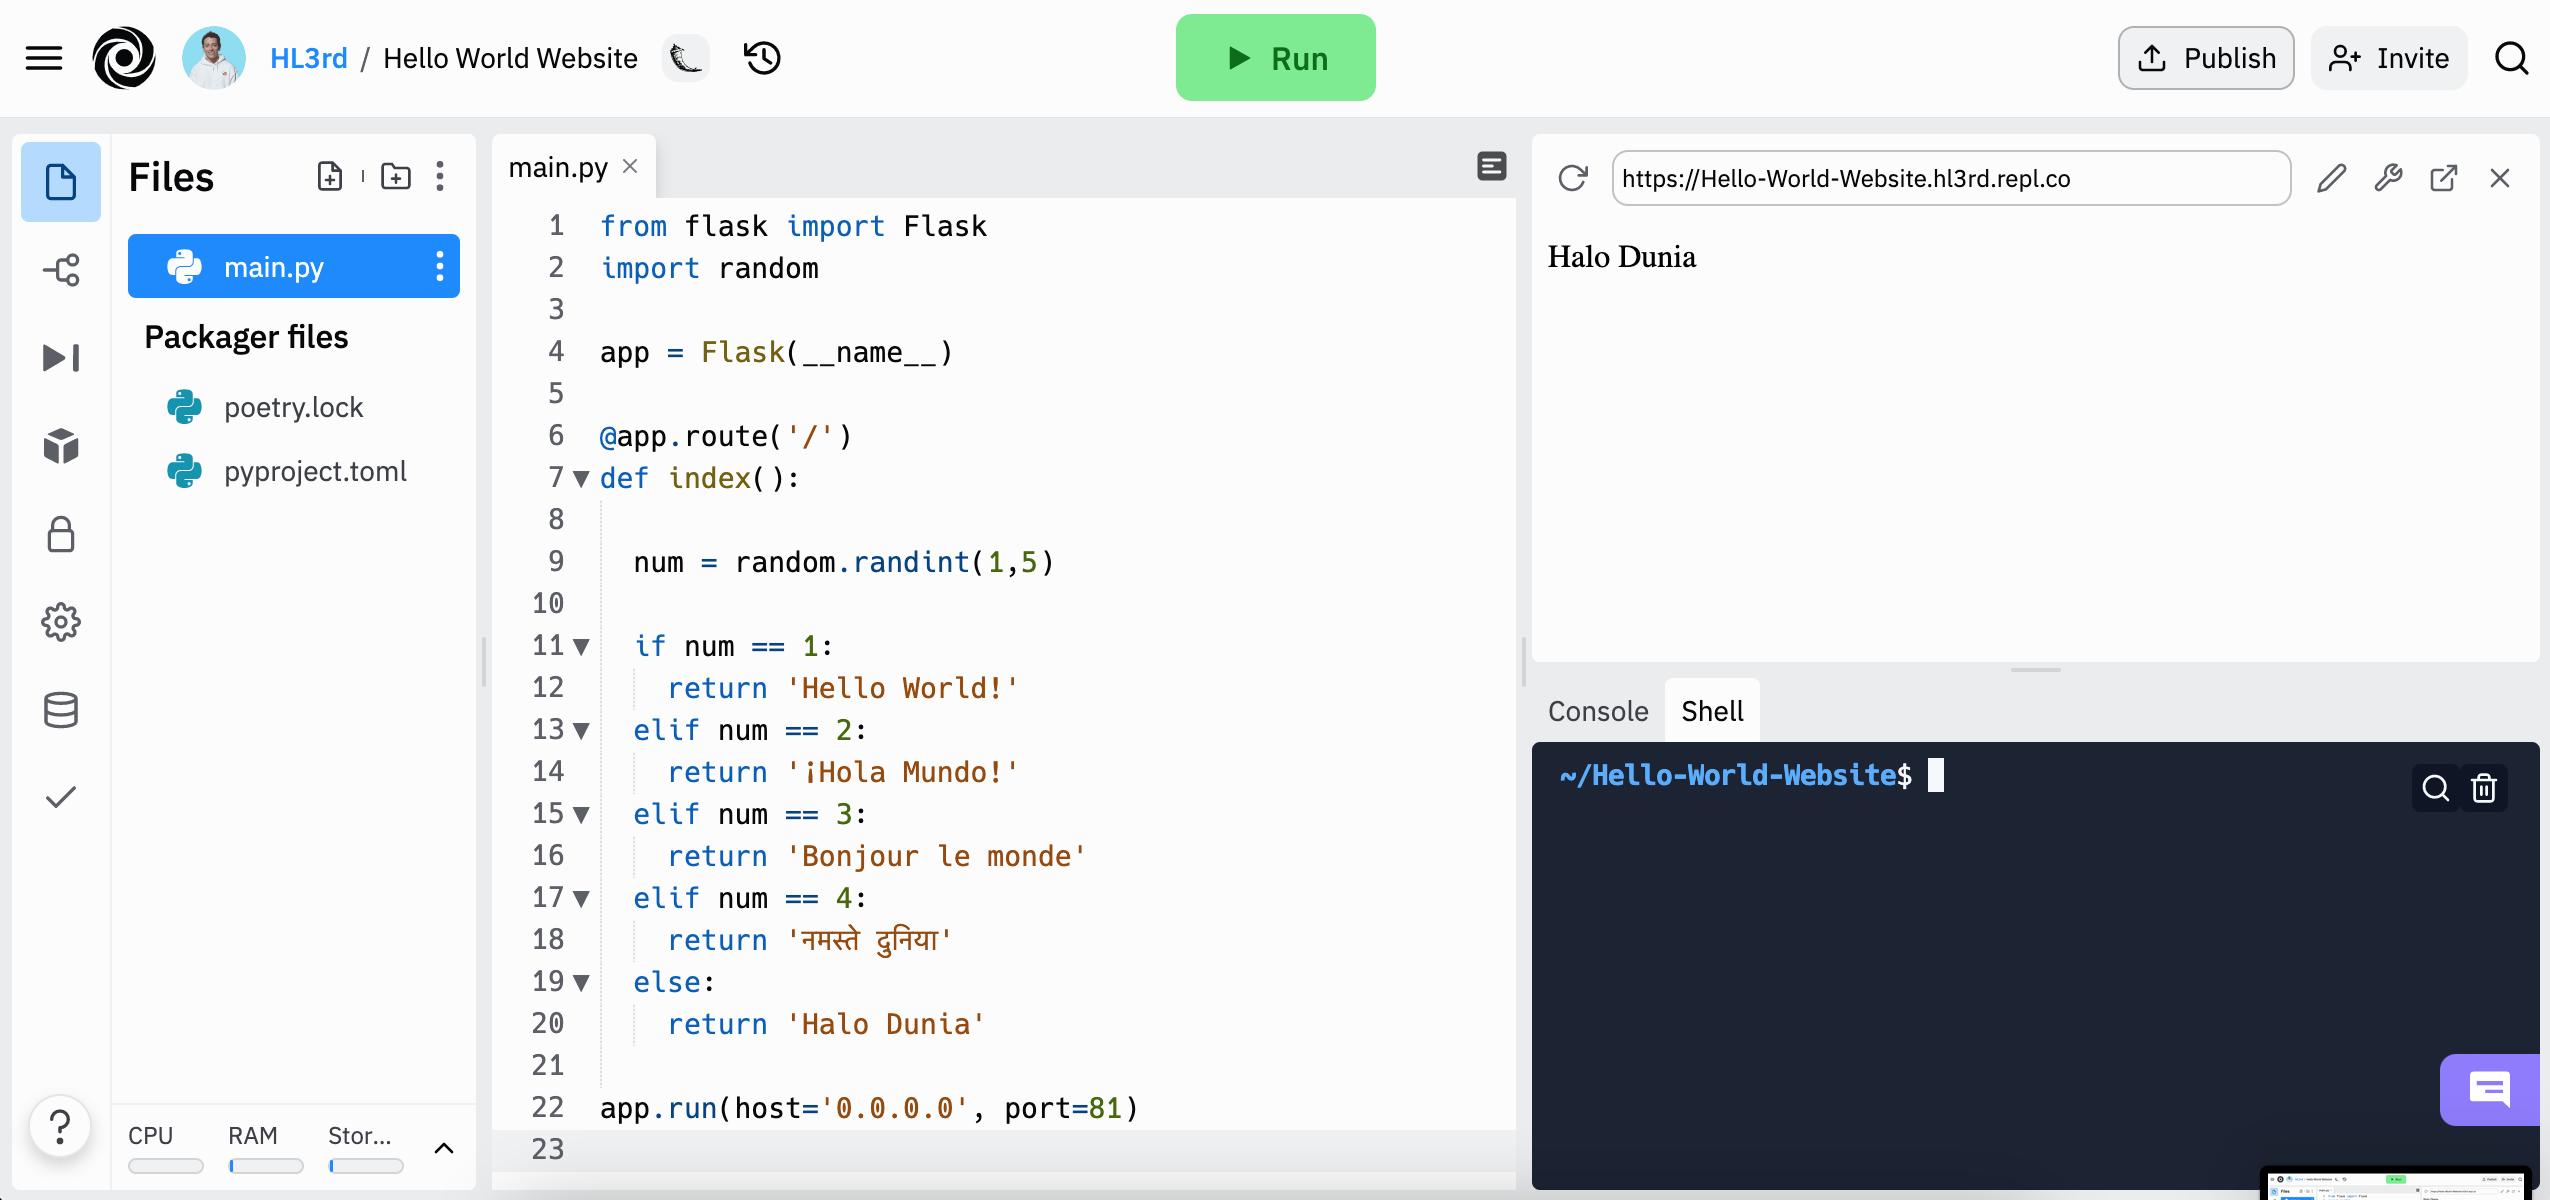 HL3rd / Hello World Website
Run
Publish
Invite
Files
main.py
Packager files
poetry.lock
pyproject.toml
CPU
RAM
Stor...
?
main.py
1 from flask import Flask
2 import random
3
4 app = Flask(__name__)
5
6 @app.route('/')
7 def index():
8
9 num = random.randint(1,5)
10
11 if num == 1:
12 return 'Hello World!'
13 elif num == 2:
14 return '¡Hola Mundo!'
15 elif num == 3:
16 return 'Bonjour le monde'
17 elif num == 4:
18 return 'नमस्ते दुनिया'
19 else:
20 return 'Halo Dunia'
21
22 app.run(host='0.0.0.0', port=81)
23
https://Hello-World-Website.hl3rd.repl.co
Halo Dunia
Console
Shell
~/Hello-World-Website$